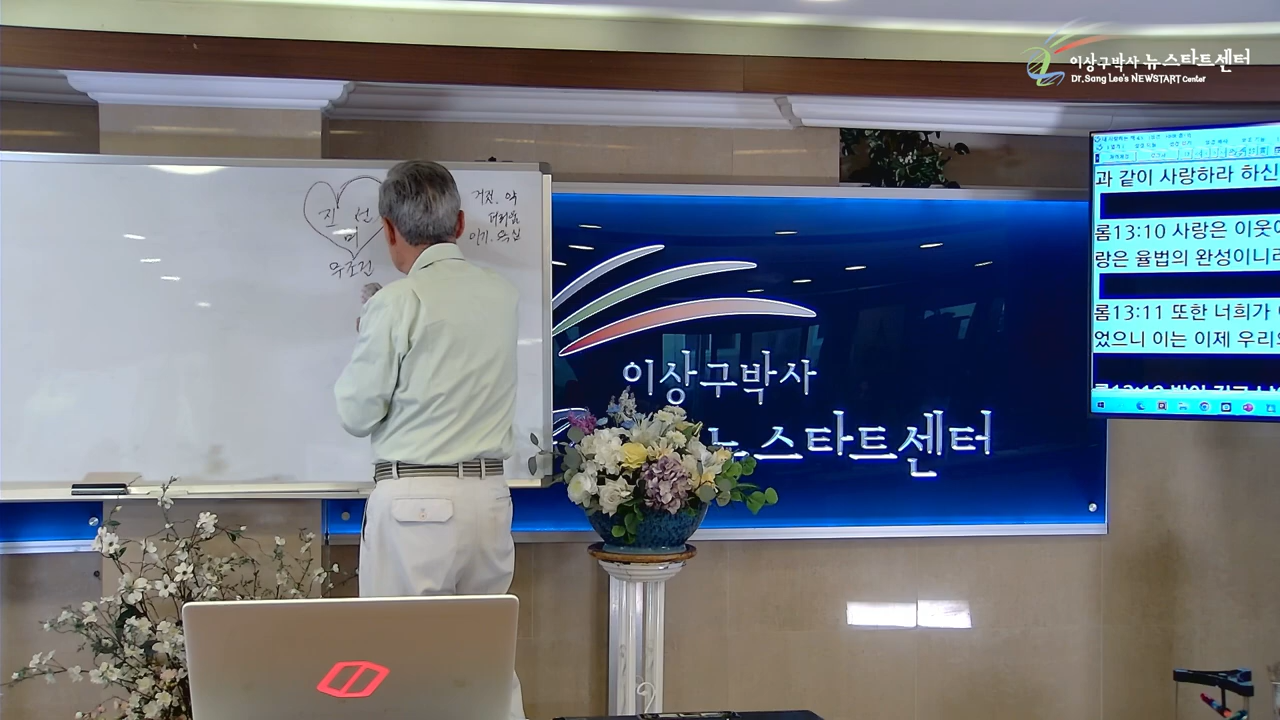 이상구박사 뉴스타트센터
Dr. Sang Lee's NEWSTART Center
진 선
미
무조건
거짓. 악
더러움
이기. 욕심
과 같이 사랑하라 하신
롬13:10 사랑은 이웃에
랑은 율법의 완성이니라
롬13:11 또한 너희가
었으니 이는 이제 우리
이상구박사
뉴스타트센터